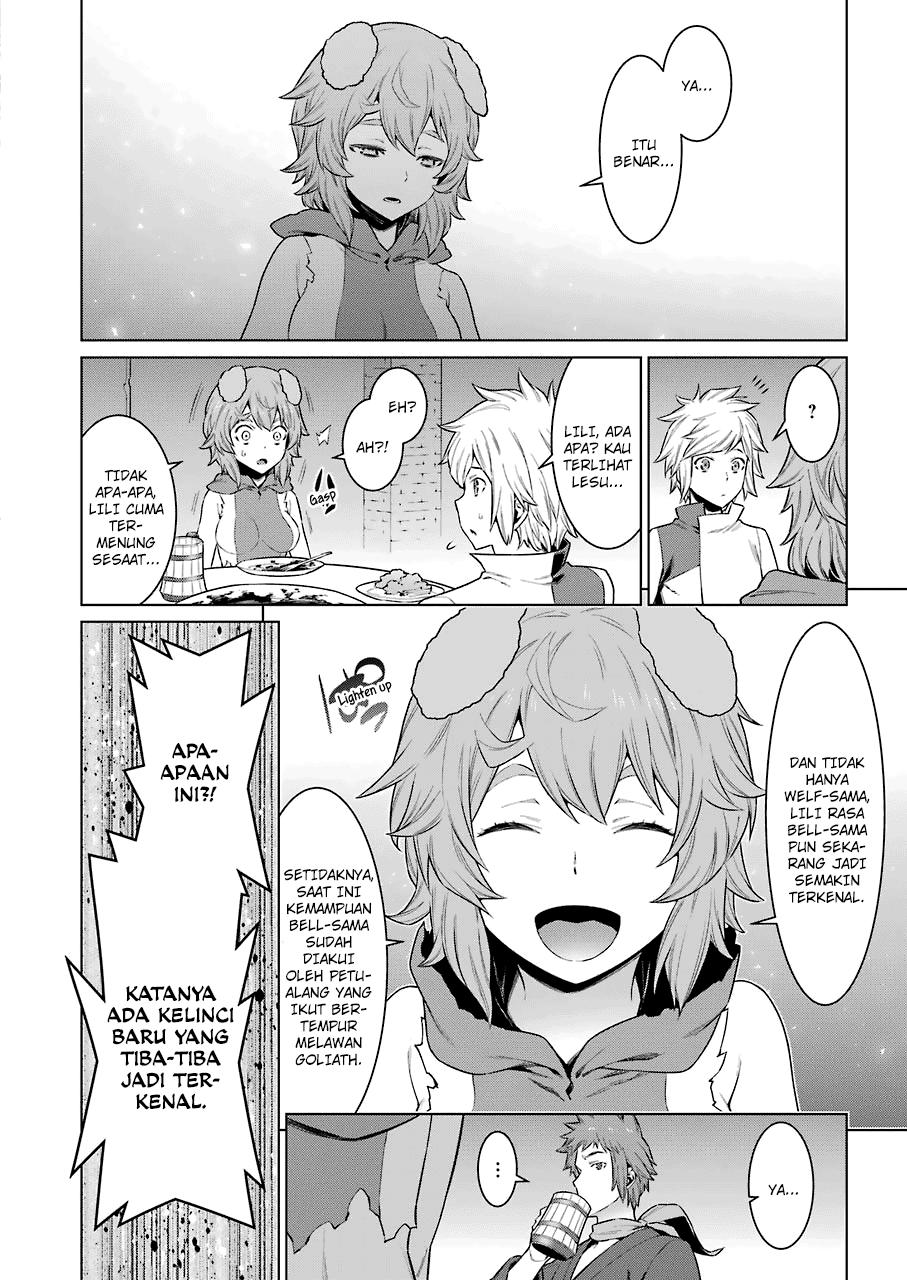 YA...
ITU
BENAR...
?
LILI, ADA
APA? KAU
TERLIHAT
LESU...
EH?
AH?!
Gasp
TIDAK
APA-APA,
LILI CUMA
TER-
MENUNG
SESAAT...
DAN TIDAK
HANYA
WELF-SAMA,
LILI RASA
BELL-SAMA
PUN SEKA-
RANG JADI
SEMAKIN
TERKENAL.
Lighten up
SETIDAKNYA,
SAAT INI
KEMAMPUAN
BELL-SAMA
SUDAH
DIAKUI
OLEH PETU-
ALANG YANG
IKUT BER-
TEMPUR
MELAWAN
GOLIATH.
YA...
...
APA-
APAAN
INI?!
KATANYA
ADA KELINCI
BARU YANG
TIBA-TIBA
JADI TER-
KENAL.